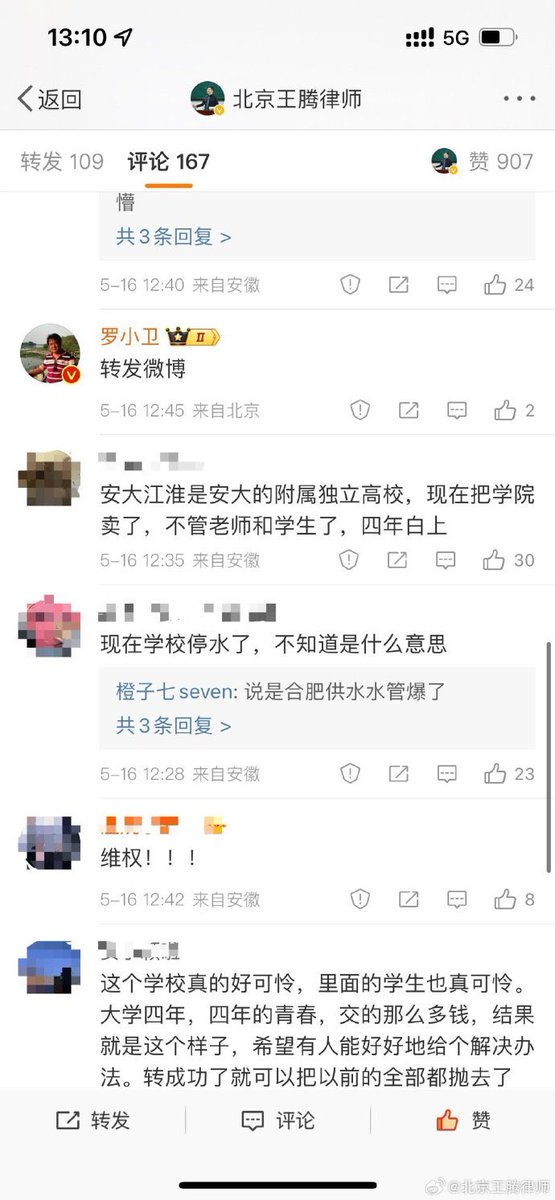 13:10
5G
返回
北京王腾律师
转发 109
评论 167
赞 907
懵
共3条回复 >
5-16 12:40 来自安徽
24
罗小卫
II
转发微博
5-16 12:45 来自北京
2
安大江淮是安大的附属独立高校，现在把学院
卖了，不管老师和学生了，四年白上
5-16 12:35 来自安徽
30
现在学校停水了，不知道是什么意思
橙子七seven: 说是合肥供水水管爆了
共3条回复 >
5-16 12:28 来自安徽
23
维权！！！
5-16 12:42 来自安徽
8
这个学校真的好可怜，里面的学生也真可怜。
大学四年，四年的青春，交的那么多钱，结果
就是这个样子，希望有人能好好地给个解决办
法。转成功了就可以把以前的全部都抛去了
转发
评论
赞
@北京王腾律师